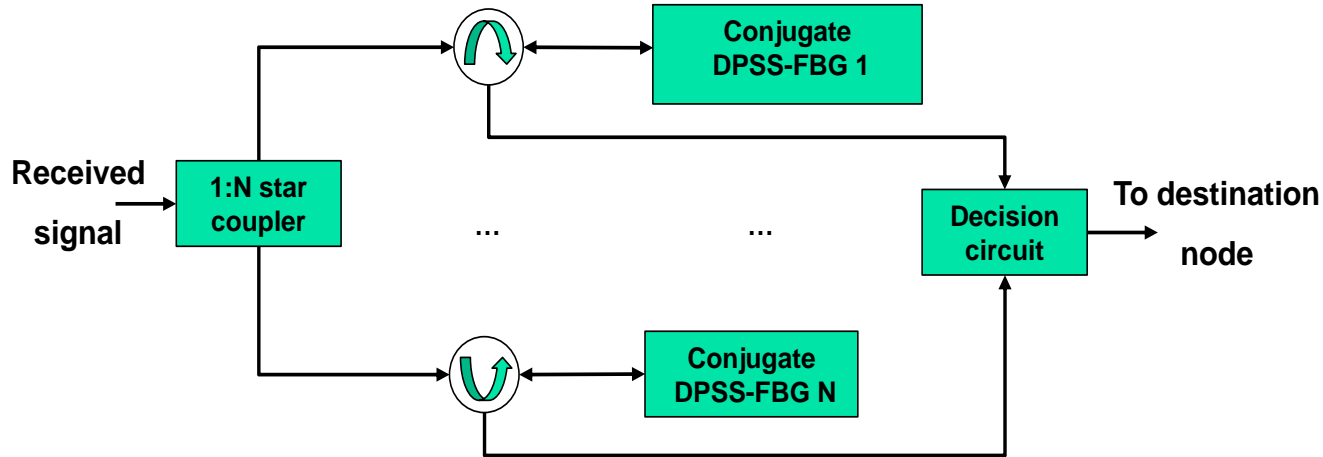 Conjugate
DPSS-FBG 1
Received
signal
1:N star
coupler
...
...
Decision
circuit
To destination
node
Conjugate
DPSS-FBG N